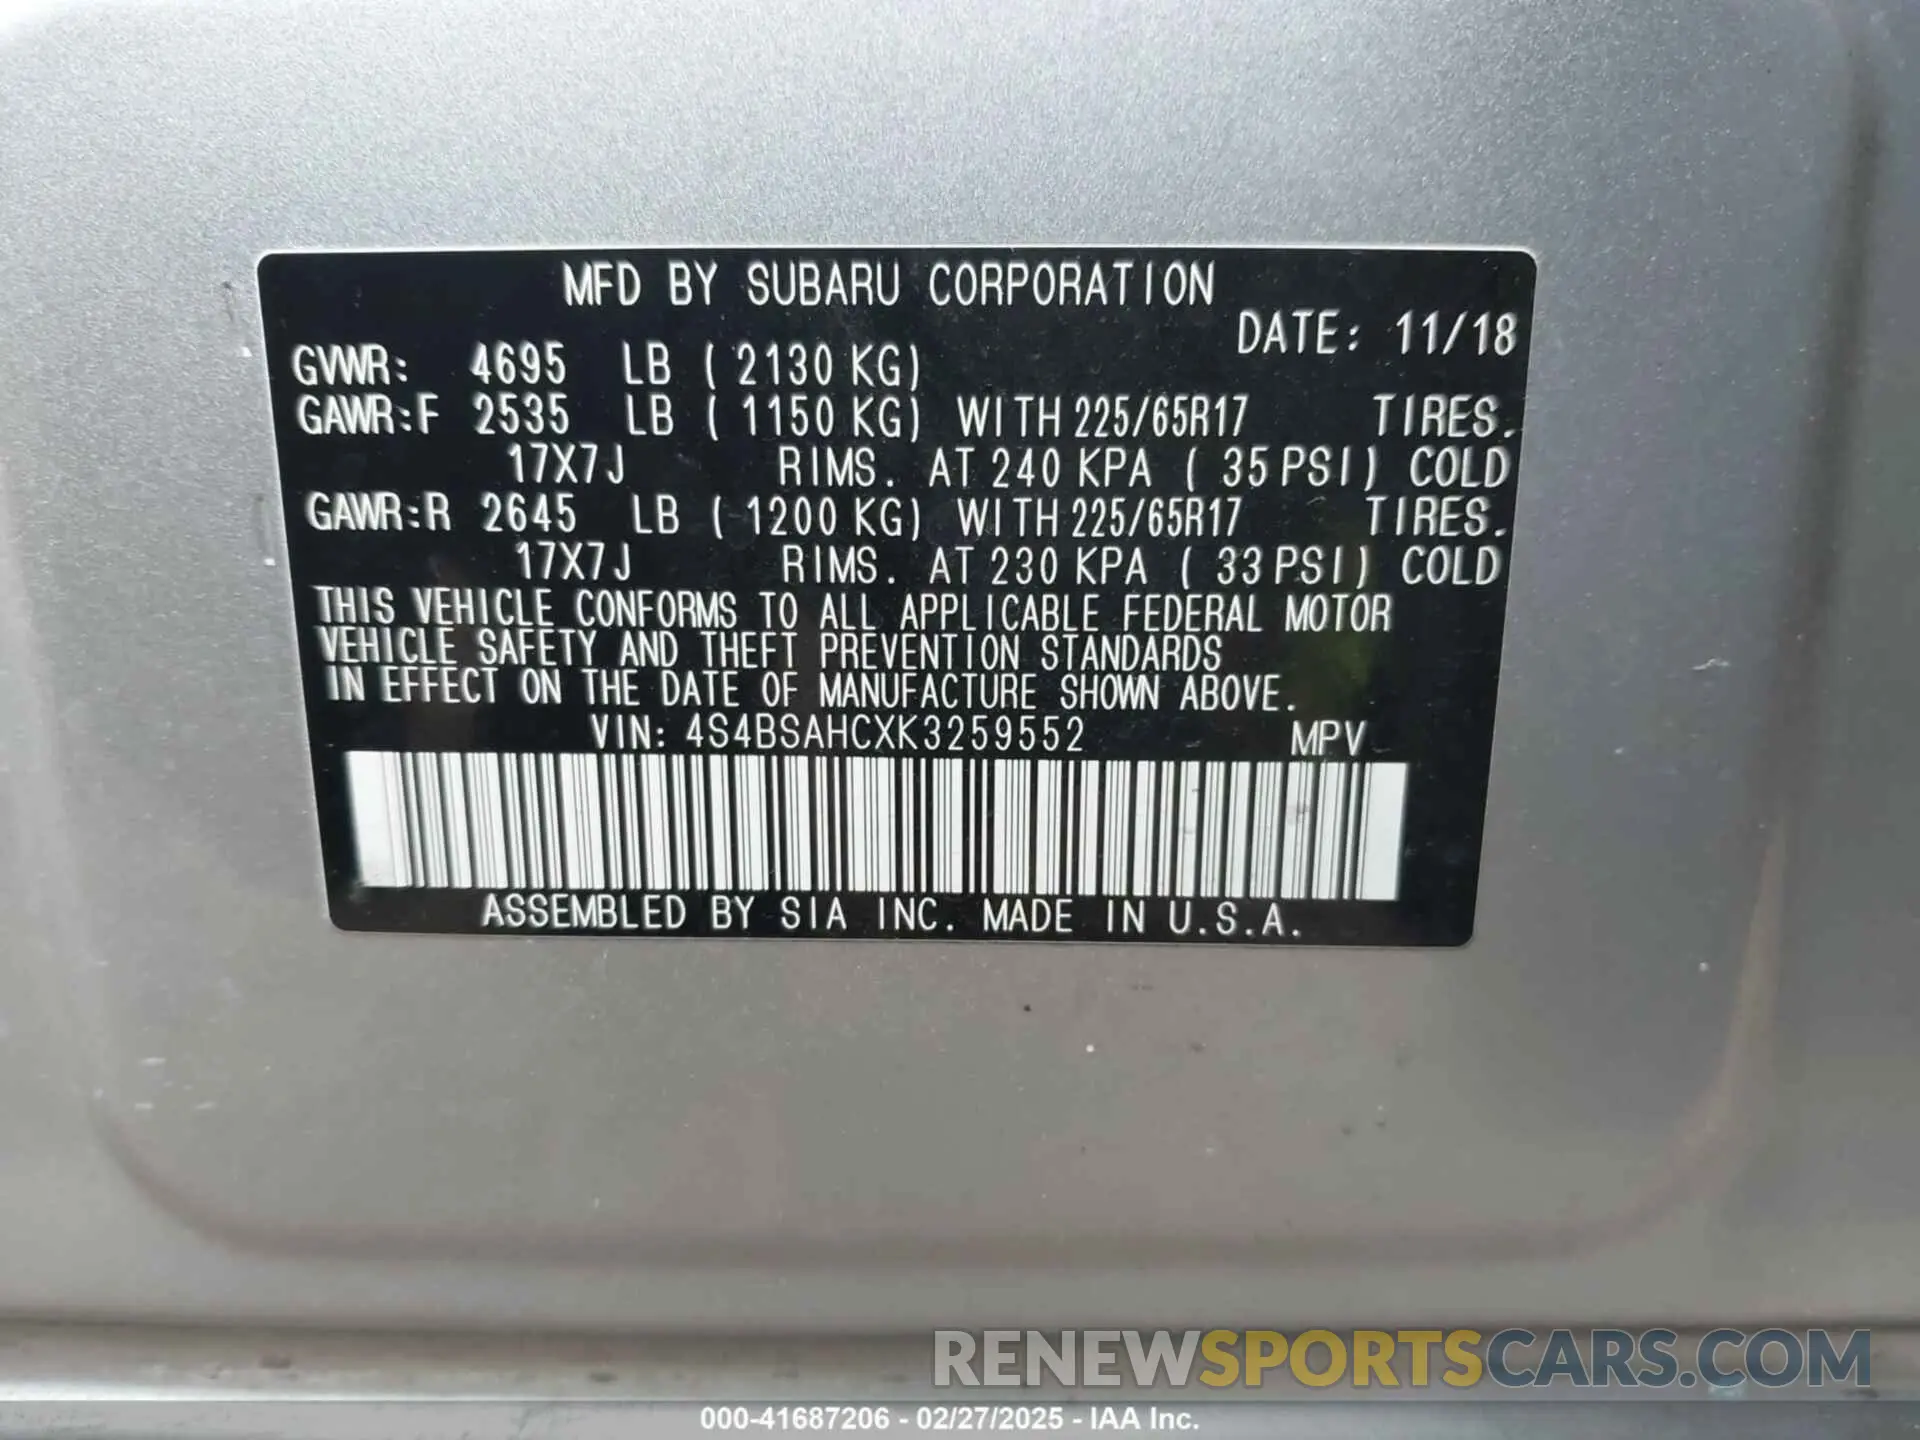 MFD BY SUBARU CORPORATION
DATE: 11/18
GVWR: 4695 LB ( 2130 KG)
GAWR:F 2535 LB ( 1150 KG) WITH 225/65R17 TIRES.
17X7J RIMS. AT 240 KPA ( 35 PSI) COLD
GAWR:R 2645 LB ( 1200 KG) WITH 225/65R17 TIRES.
17X7J RIMS. AT 230 KPA ( 33 PSI) COLD
THIS VEHICLE CONFORMS TO ALL APPLICABLE FEDERAL MOTOR
VEHICLE SAFETY AND THEFT PREVENTION STANDARDS
IN EFFECT ON THE DATE OF MANUFACTURE SHOWN ABOVE.
VIN: 4S4BSAHCXK3259552 MPV
ASSEMBLED BY SIA INC. MADE IN U.S.A.
RENEWSPORTSCARS.COM
000-41687206 - 02/27/2025 - IAA Inc.